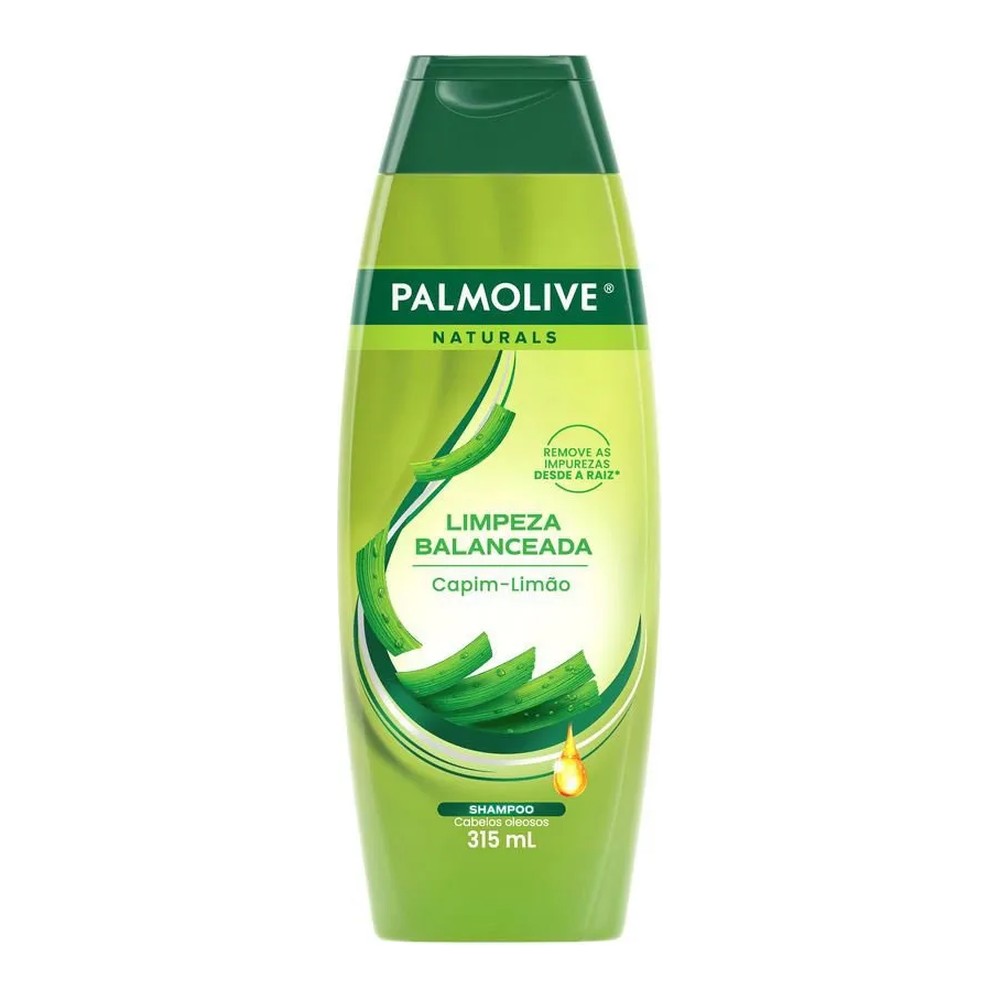 PALMOLIVE®
NATURALS
REMOVE AS
IMPUREZAS
DESDE A RAIZ*
LIMPEZA
BALANCEADA
Capim-Limão
SHAMPOO
Cabelos oleosos
315 mL